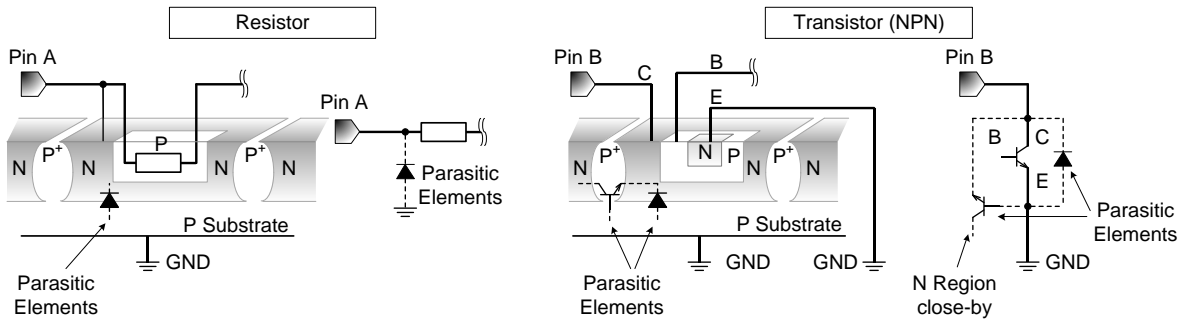 Resistor
Pin A
N
P+
N
P
N
P+
N
Parasitic
Elements
P Substrate
GND
Pin A
Parasitic
Elements
Transistor (NPN)
Pin B
C
B
E
N
P+
N
N
P
P+
N
P Substrate
GND
GND
Parasitic
Elements
Pin B
B
C
E
Parasitic
Elements
GND
N Region
close-by